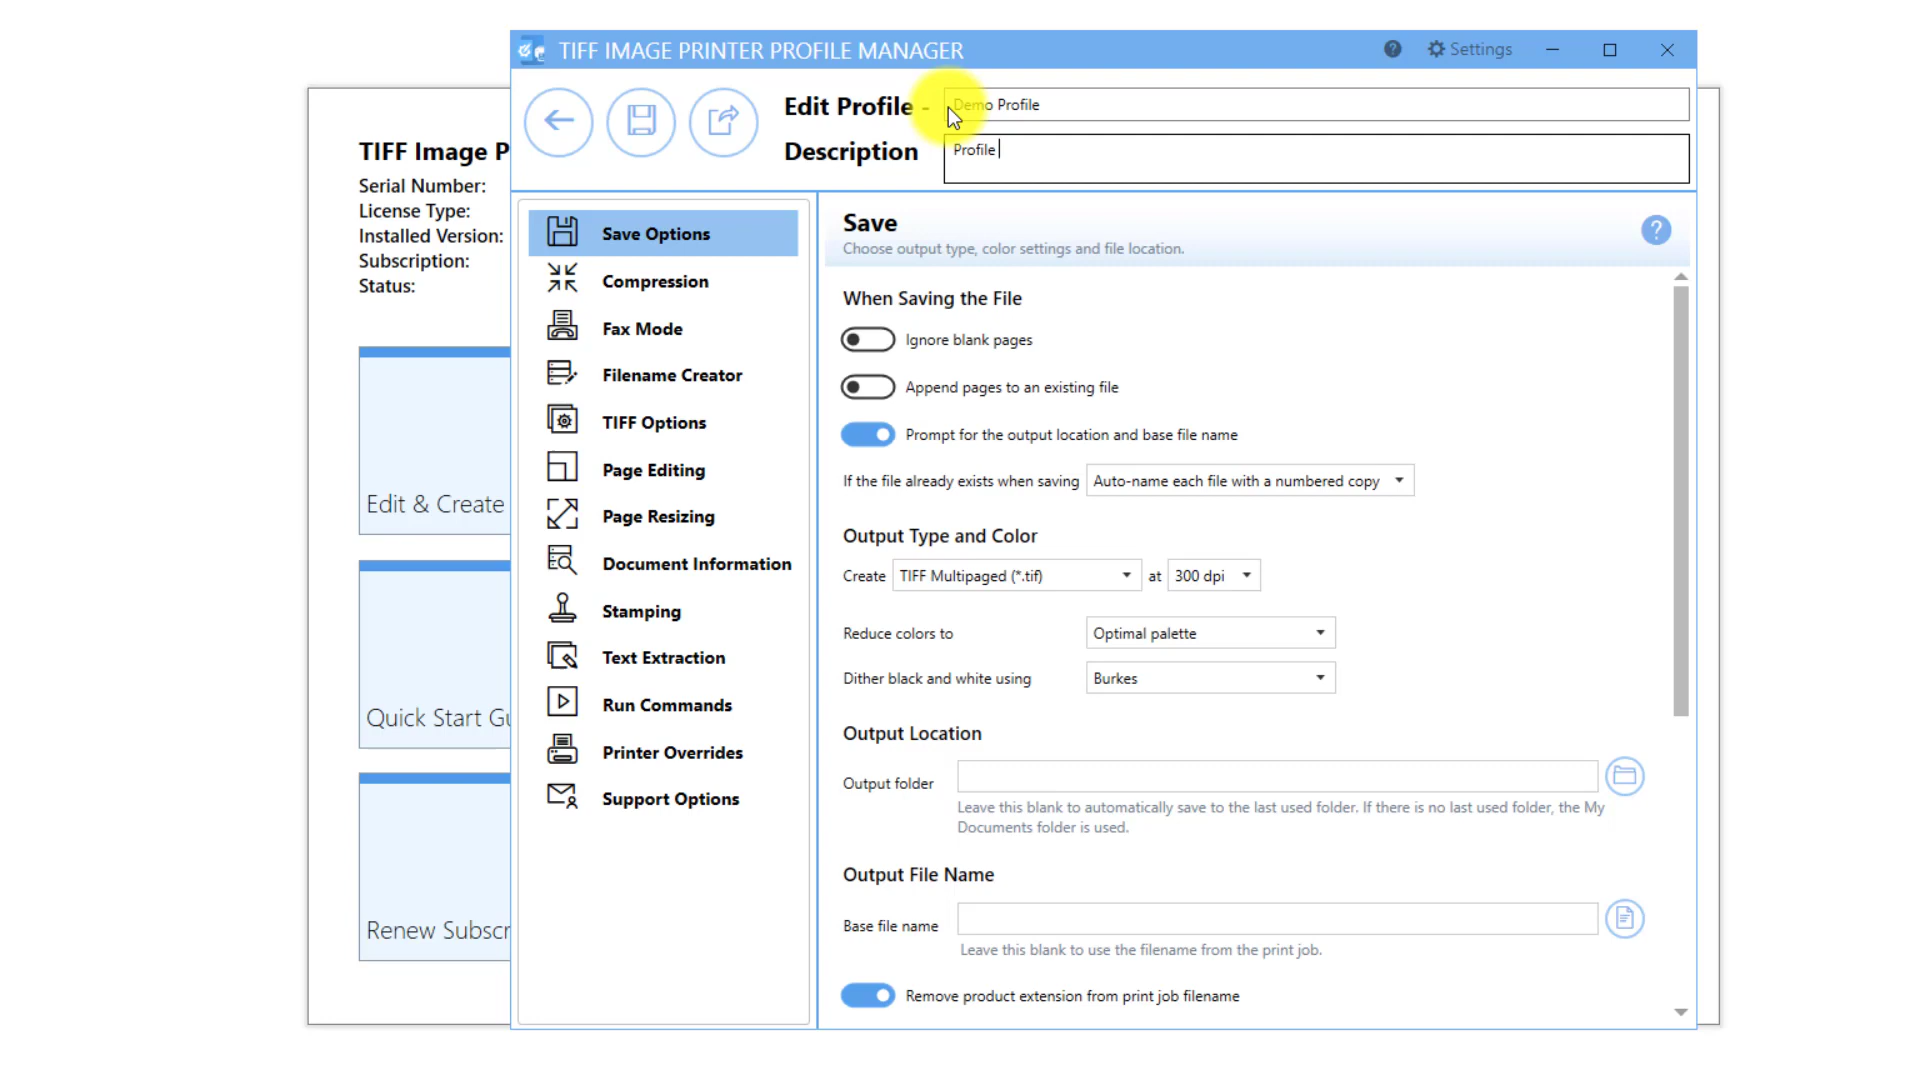 TIFF IMAGE PRINTER PROFILE MANAGER
? Settings
Edit Profile - Demo Profile
Description Profile
TIFF Image P
Serial Number:
License Type:
Installed Version:
Subscription:
Status:
Edit & Create
Quick Start Gu
Renew Subscr
Save Options
Compression
Fax Mode
Filename Creator
TIFF Options
Page Editing
Page Resizing
Document Information
Stamping
Text Extraction
Run Commands
Printer Overrides
Support Options
Save
?
Choose output type, color settings and file location.
When Saving the File
Ignore blank pages
Append pages to an existing file
Prompt for the output location and base file name
If the file already exists when saving Auto-name each file with a numbered copy
Output Type and Color
Create TIFF Multipaged (*.tif) at 300 dpi
Reduce colors to Optimal palette
Dither black and white using Burkes
Output Location
Output folder
Leave this blank to automatically save to the last used folder. If there is no last used folder, the My
Documents folder is used.
Output File Name
Base file name
Leave this blank to use the filename from the print job.
Remove product extension from print job filename